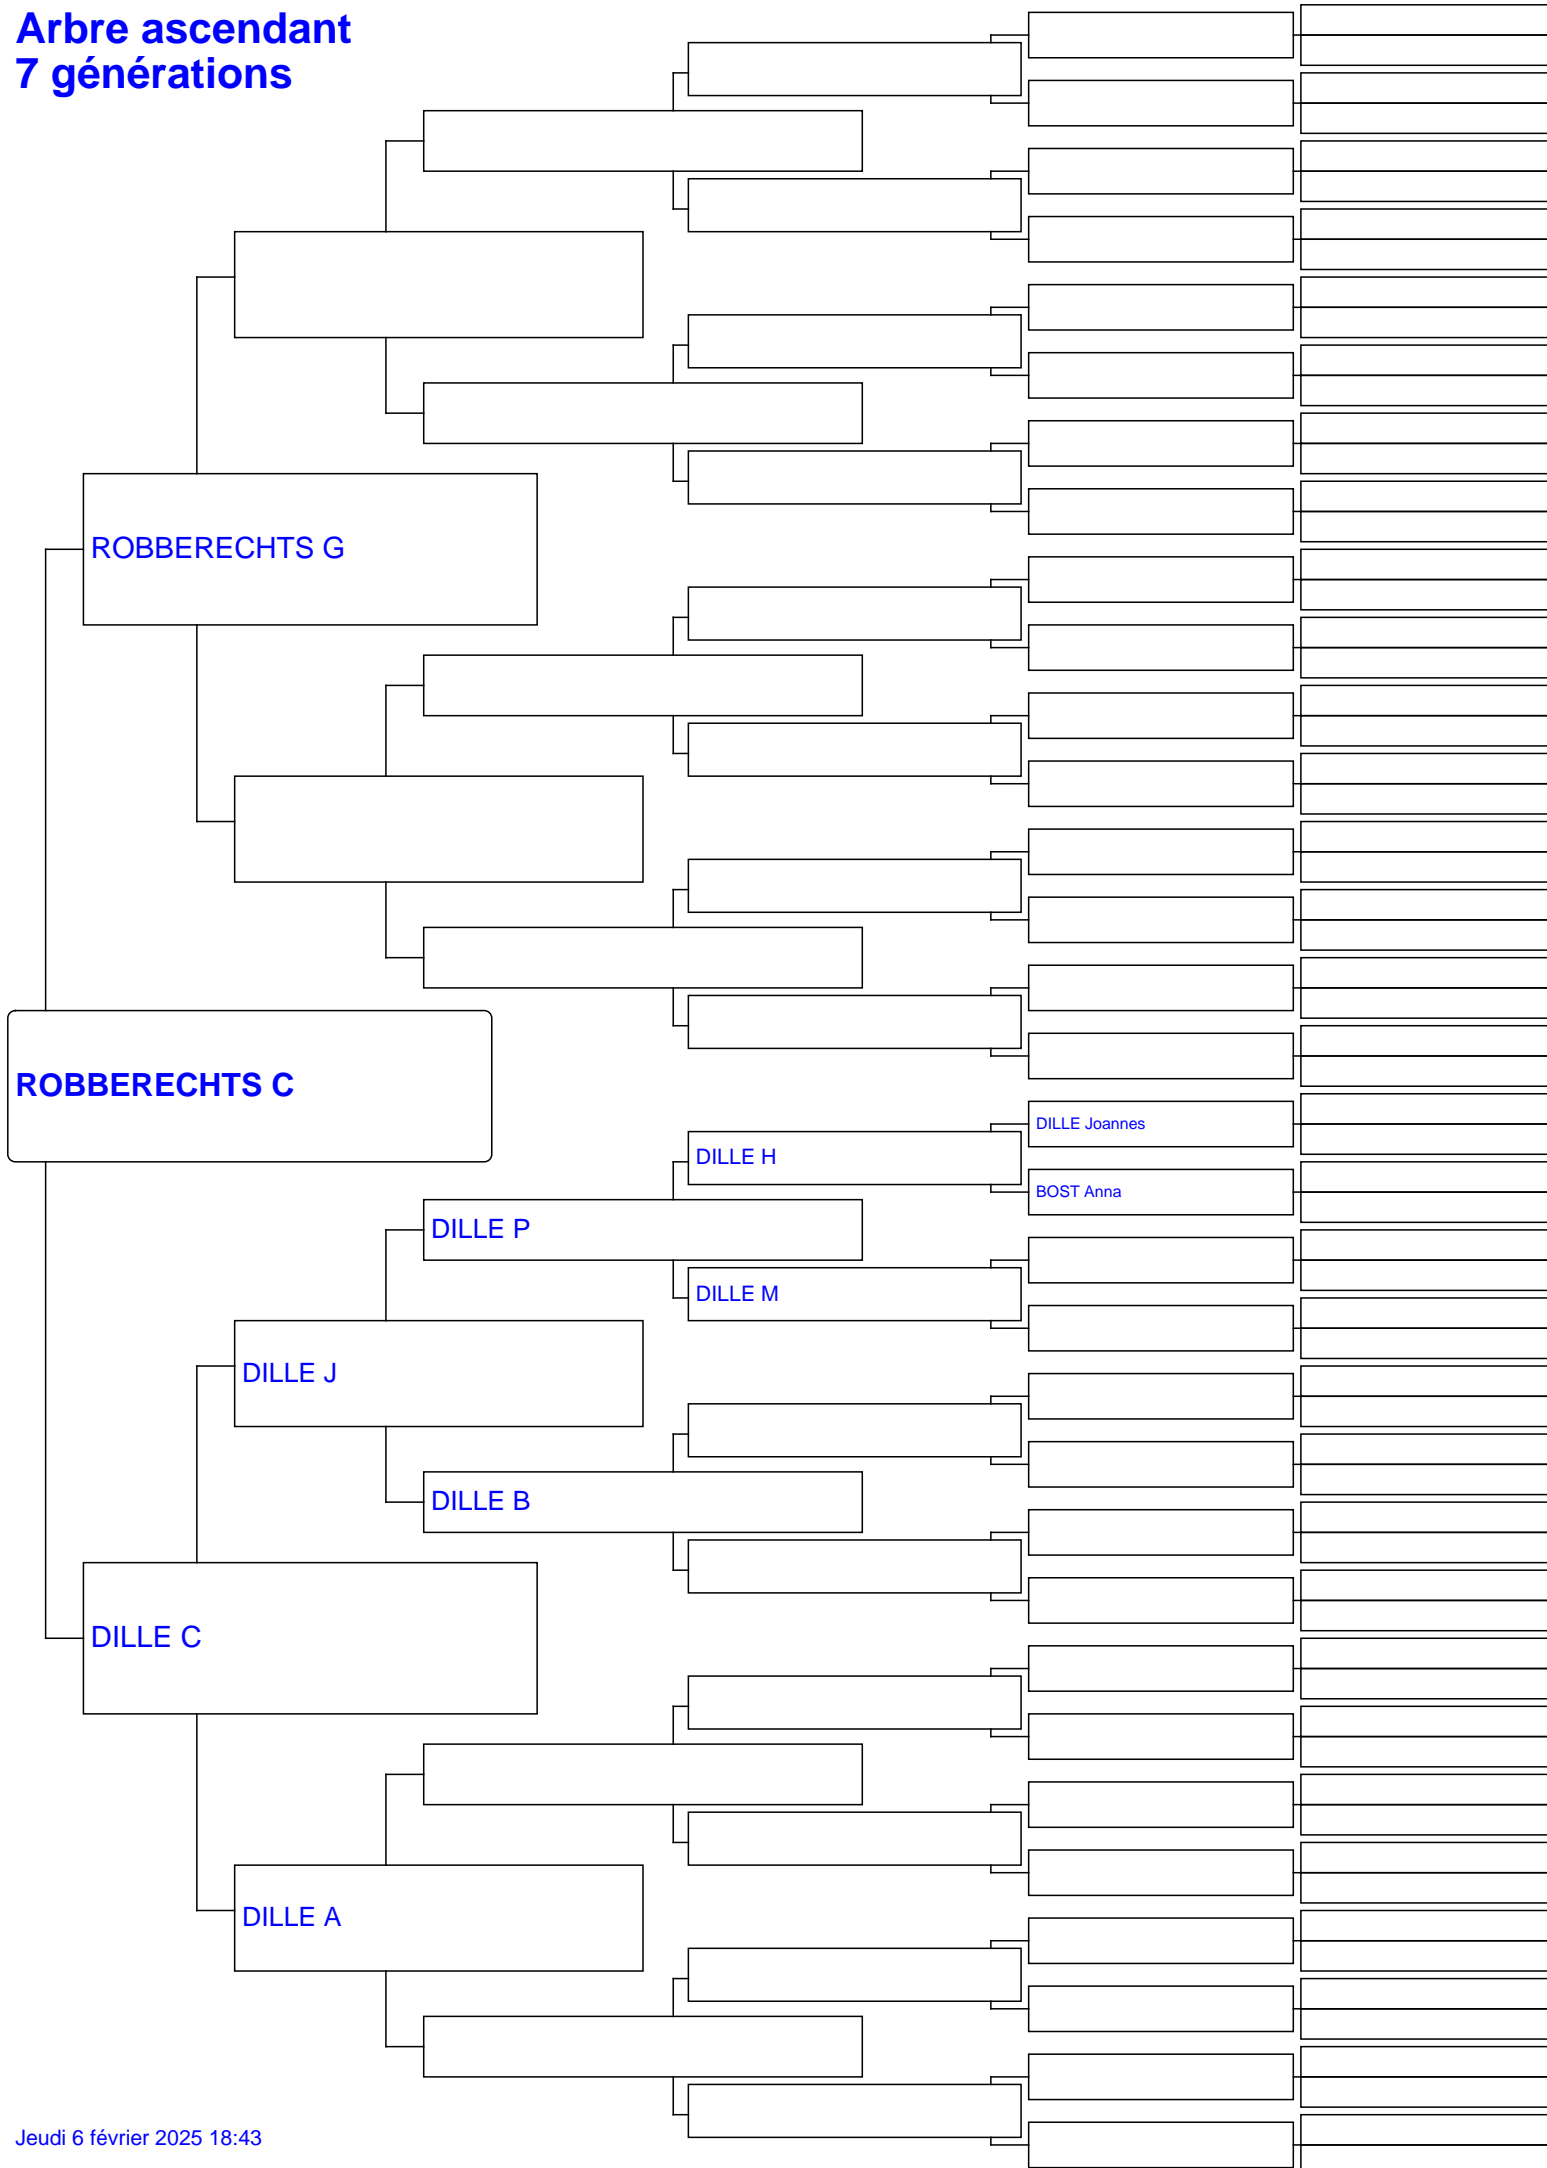 Arbre ascendant
7 générations
ROBBERECHTS G
ROBBERECHTS C
DILLE Joannes
DILLE H
BOST Anna
DILLE P
DILLE M
DILLE J
DILLE B
DILLE C
DILLE A
Jeudi 6 février 2025 18:43